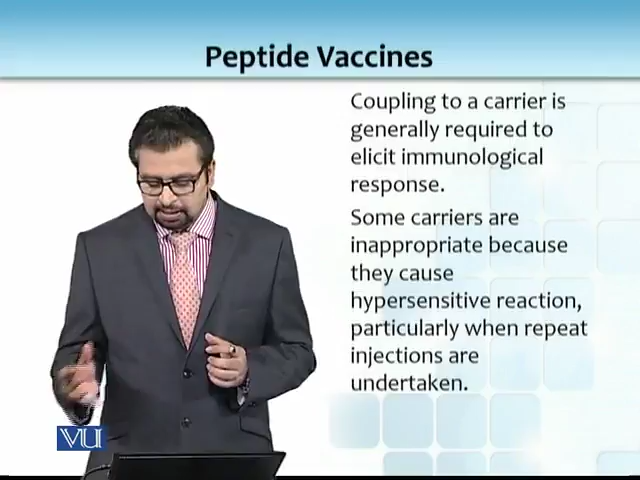 Peptide Vaccines
Coupling to a carrier is
generally required to
elicit immunological
response.
Some carriers are
inappropriate because
they cause
hypersensitive reaction,
particularly when repeat
injections are
undertaken.
VU